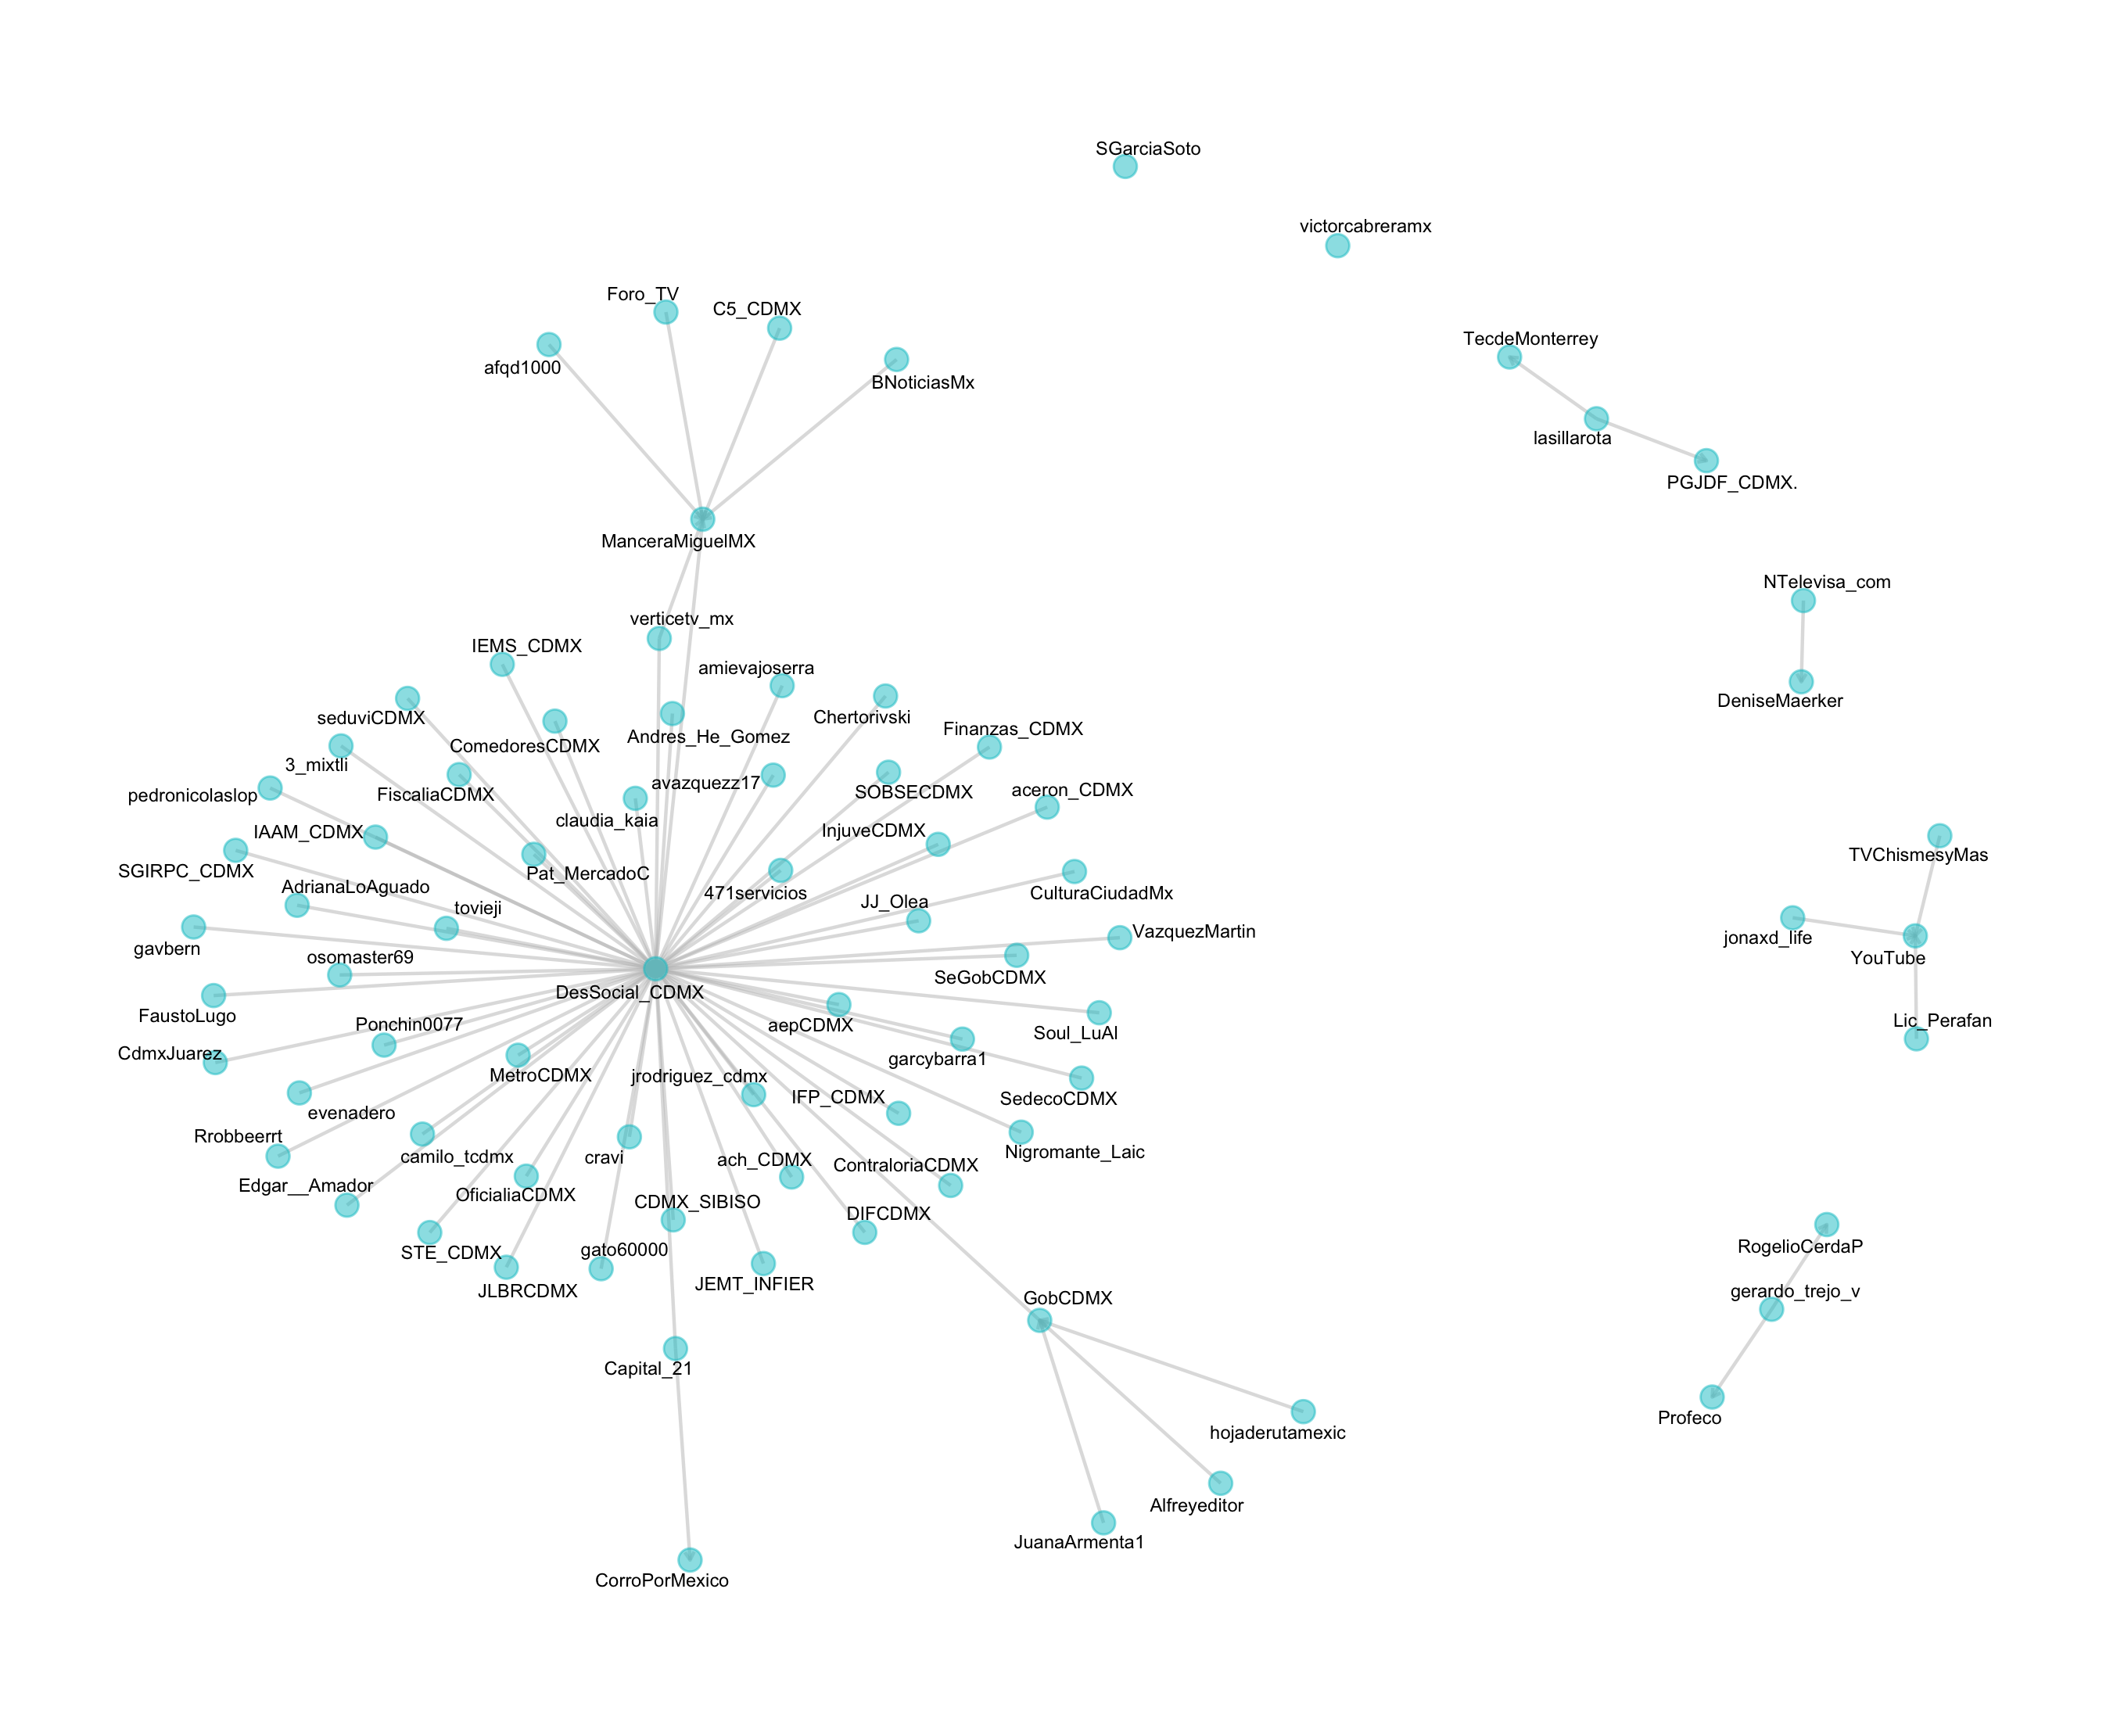 SGarciaSoto
victorcabreramx
Foro_TV
C5_CDMX
TecdeMonterrey
afqd1000
BNoticiasMx
lasillarota
PGJDF_CDMX.
ManceraMiguelMX
NTelevisa_com
verticetv_mx
IEMS_CDMX
amievajoserra
DeniseMaerker
seduviCDMX
Chertorivski
Finanzas_CDMX
Andres_He_Gomez
ComedoresCDMX
3_mixtli
avazquezz17
SOBSECDMX
aceron_CDMX
pedronicolaslop
FiscaliaCDMX
claudia_kaia
InjuveCDMX
IAAM_CDMX
TVChismesyMas
SGIRPC_CDMX
Pat_MercadoC
AdrianaLoAguado
471servicios
CulturaCiudadMx
JJ_Olea
tovieji
VazquezMartin
jonaxd_life
gavbern
osomaster69
YouTube
SeGobCDMX
DesSocial_CDMX
FaustoLugo
Ponchin0077
aepCDMX
Soul_LuAl
Lic_Perafan
CdmxJuarez
garcybarra1
MetroCDMX
jrodriguez_cdmx
IFP_CDMX
SedecoCDMX
evenadero
Rrobbeerrt
camilo_tcdmx
cravi
ach_CDMX
ContraloriaCDMX
Nigromante_Laic
Edgar__Amador
OficialiaCDMX
CDMX_SIBISO
DIFCDMX
STE_CDMX
gato60000
RogelioCerdaP
JLBRCDMX
JEMT_INFIER
GobCDMX
gerardo_trejo_v
Capital_21
Profeco
hojaderutamexic
Alfreyeditor
JuanaArmenta1
CorroPorMexico